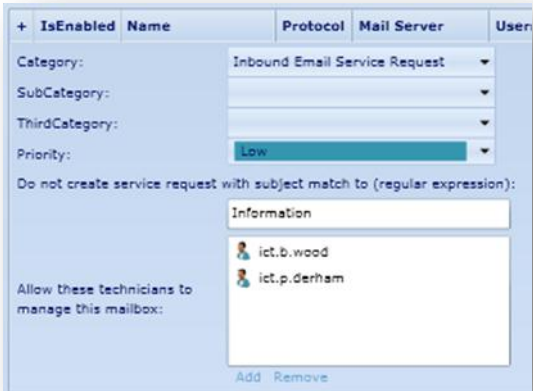 + IsEnabled Name Protocol Mail Server
Category: Inbound Email Service Request
SubCategory:
ThirdCategory:
Priority: Low
Do not create service request with subject match to (regular expression):
Information
ict.b.wood
ict.p.derham
Allow these technicians to
manage this mailbox:
Add Remove